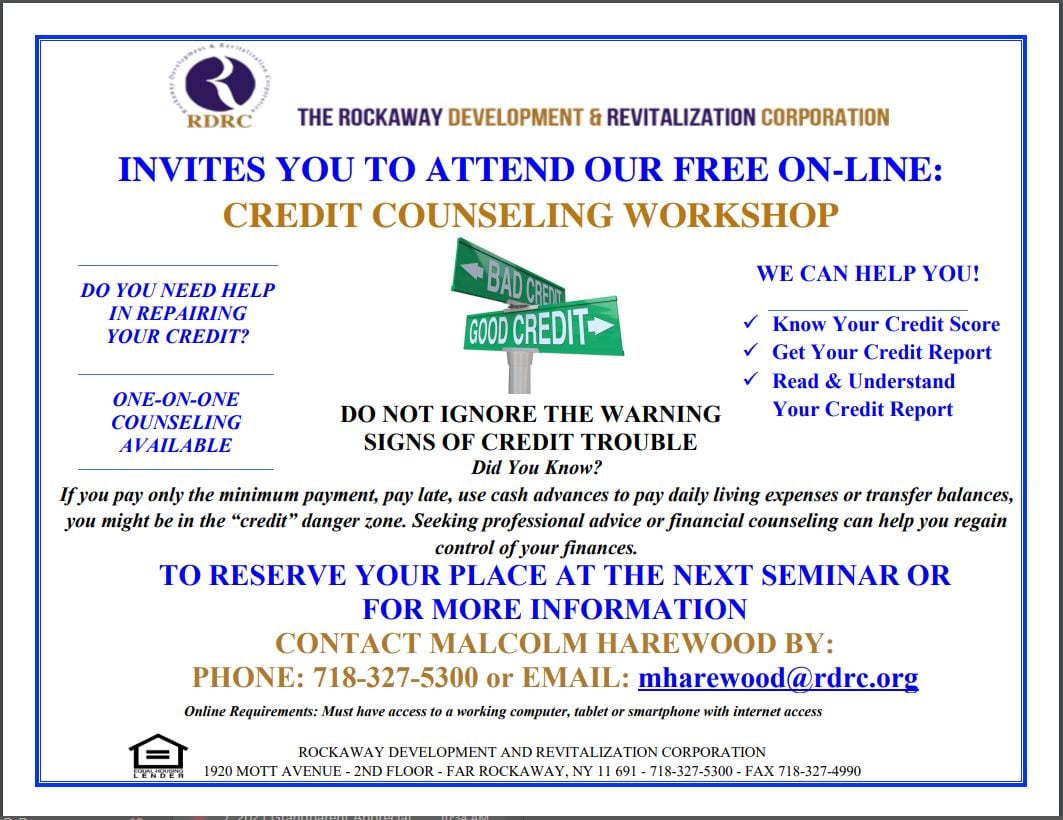 Rockaway Development & Revitalization Corporation
R
RDRC
THE ROCKAWAY DEVELOPMENT & REVITALIZATION CORPORATION
INVITES YOU TO ATTEND OUR FREE ON-LINE:
CREDIT COUNSELING WORKSHOP
DO YOU NEED HELP
IN REPAIRING
YOUR CREDIT?
ONE-ON-ONE
COUNSELING
AVAILABLE
BAD CREDIT
GOOD CREDIT
WE CAN HELP YOU!
✓ Know Your Credit Score
✓ Get Your Credit Report
✓ Read & Understand
Your Credit Report
DO NOT IGNORE THE WARNING
SIGNS OF CREDIT TROUBLE
Did You Know?
If you pay only the minimum payment, pay late, use cash advances to pay daily living expenses or transfer balances,
you might be in the “credit” danger zone. Seeking professional advice or financial counseling can help you regain
control of your finances.
TO RESERVE YOUR PLACE AT THE NEXT SEMINAR OR
FOR MORE INFORMATION
CONTACT MALCOLM HAREWOOD BY:
PHONE: 718-327-5300 or EMAIL: mharewood@rdrc.org
Online Requirements: Must have access to a working computer, tablet or smartphone with internet access
EQUAL HOUSING
LENDER
ROCKAWAY DEVELOPMENT AND REVITALIZATION CORPORATION
1920 MOTT AVENUE - 2ND FLOOR - FAR ROCKAWAY, NY 11 691 - 718-327-5300 - FAX 718-327-4990